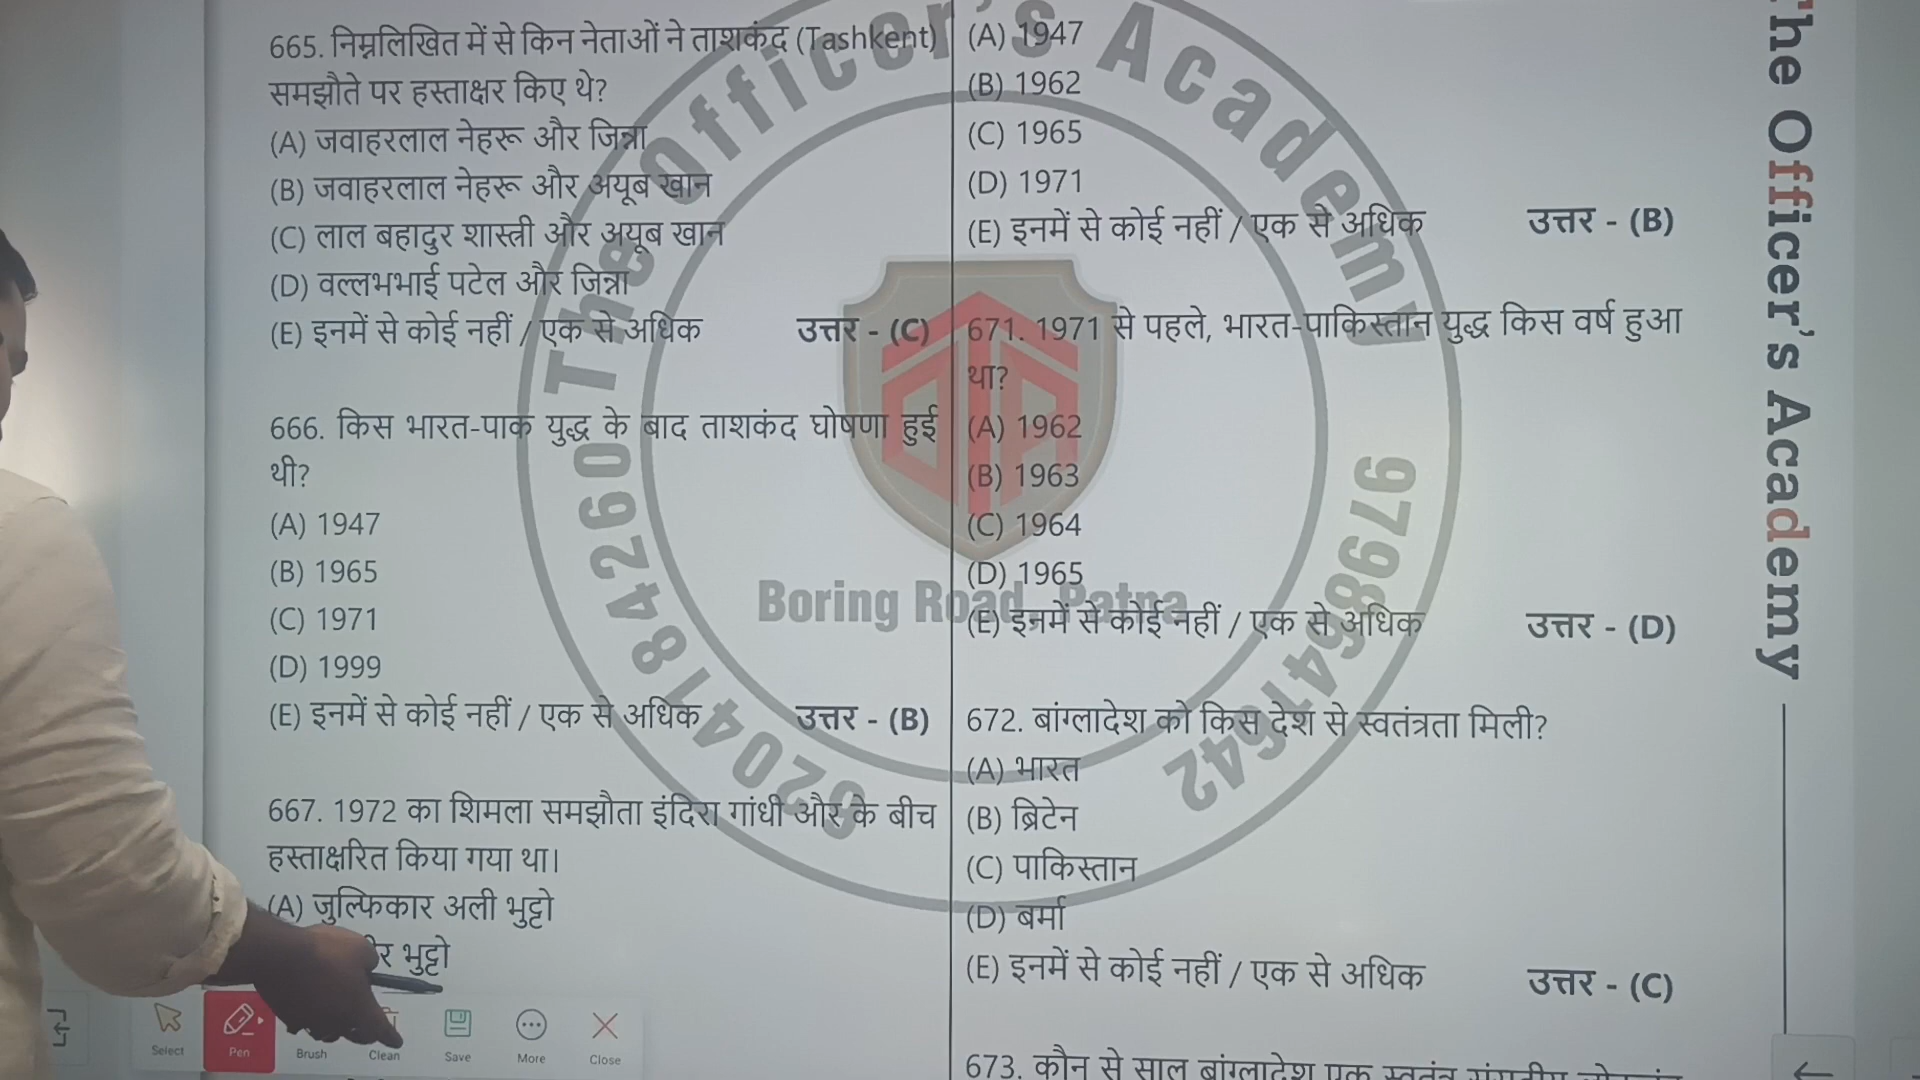 665. निम्नलिखित में से किन नेताओं ने ताशकंद (Tashkent)
समझौते पर हस्ताक्षर किए थे?
(A) जवाहरलाल नेहरू और जिन्ना
(B) जवाहरलाल नेहरू और अयूब खान
(C) लाल बहादुर शास्त्री और अयूब खान
(D) वल्लभभाई पटेल और जिन्ना
(E) इनमें से कोई नहीं / एक से अधिक उत्तर - (C)
666. किस भारत-पाक युद्ध के बाद ताशकंद घोषणा हुई
थी?
(A) 1947
(B) 1965
(C) 1971
(D) 1999
(E) इनमें से कोई नहीं / एक से अधिक उत्तर - (B)
667. 1972 का शिमला समझौता इंदिरा गांधी और के बीच
हस्ताक्षरित किया गया था।
(A) जुल्फिकार अली भुट्टो
भुट्टो
(A) 1947
(B) 1962
(C) 1965
(D) 1971
(E) इनमें से कोई नहीं / एक से अधिक उत्तर - (B)
671. 1971 से पहले, भारत-पाकिस्तान युद्ध किस वर्ष हुआ
था?
(A) 1962
(B) 1963
(C) 1964
(D) 1965
(E) इनमें से कोई नहीं / एक से अधिक उत्तर - (D)
672. बांग्लादेश को किस देश से स्वतंत्रता मिली?
(A) भारत
(B) ब्रिटेन
(C) पाकिस्तान
(D) बर्मा
(E) इनमें से कोई नहीं / एक से अधिक उत्तर - (C)
673. कौन से साल बांग्लादेश एक स्वतंत्र
The Officer's Academy
Boring Road, Patna
6204184260
9798641642
The Officer's Academy
Select
Pen
Brush
Clean
Save
More
Close